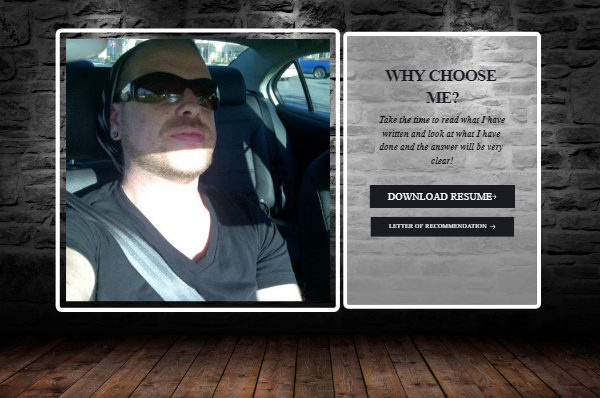 WHY CHOOSE
ME?
Take the time to read what I have
written and look at what I have
done and the answer will be very
clear!
DOWNLOAD RESUME
LETTER OF RECOMMENDATION →